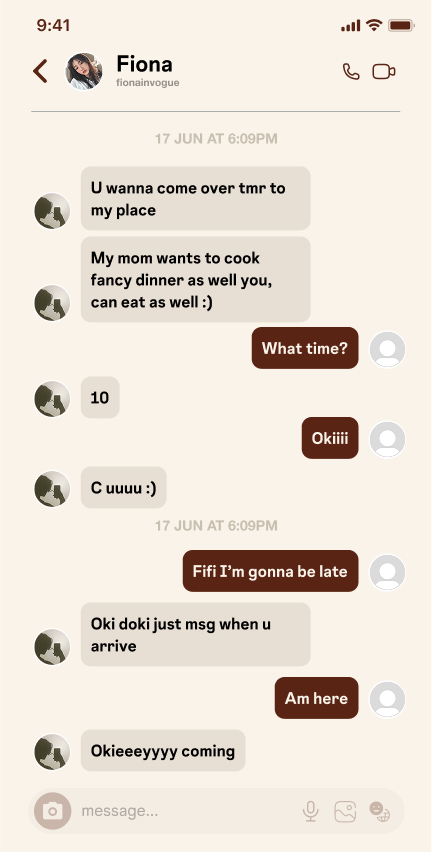 9:41
Fiona
fionainvogue
17 JUN AT 6:09PM
U wanna come over tmr to
my place
My mom wants to cook
fancy dinner as well you,
can eat as well :)
What time?
10
Okiiii
C uuuu :)
17 JUN AT 6:09PM
Fifi I'm gonna be late
Oki doki just msg when u
arrive
Am here
Okieeeyyyy coming
message...